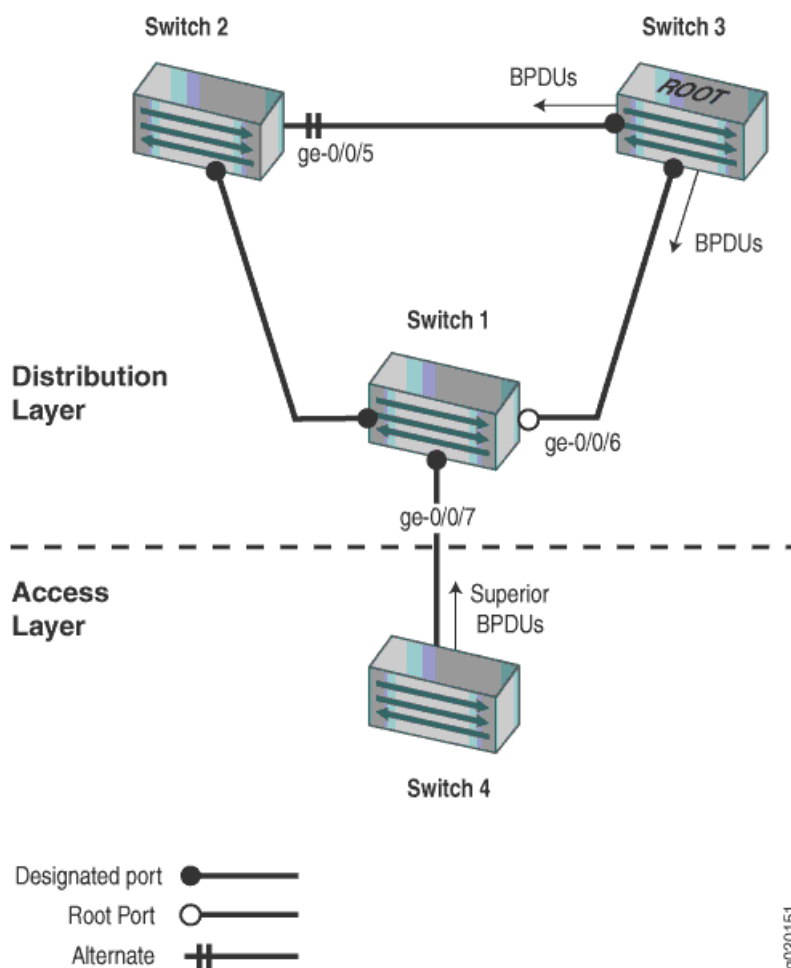 Switch 2
Switch 3
BPDUs
ROOT
ge-0/0/5
BPDUs
Switch 1
Distribution
Layer
ge-0/0/6
ge-0/0/7
Access
Layer
Superior
BPDUs
Switch 4
Designated port
Root Port
Alternate
g020151